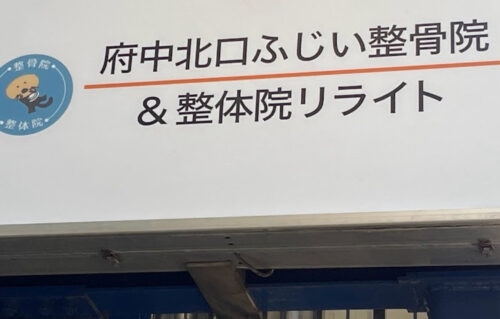 府中北口ふじい整骨院
&整体院リライト
整骨院
整体院